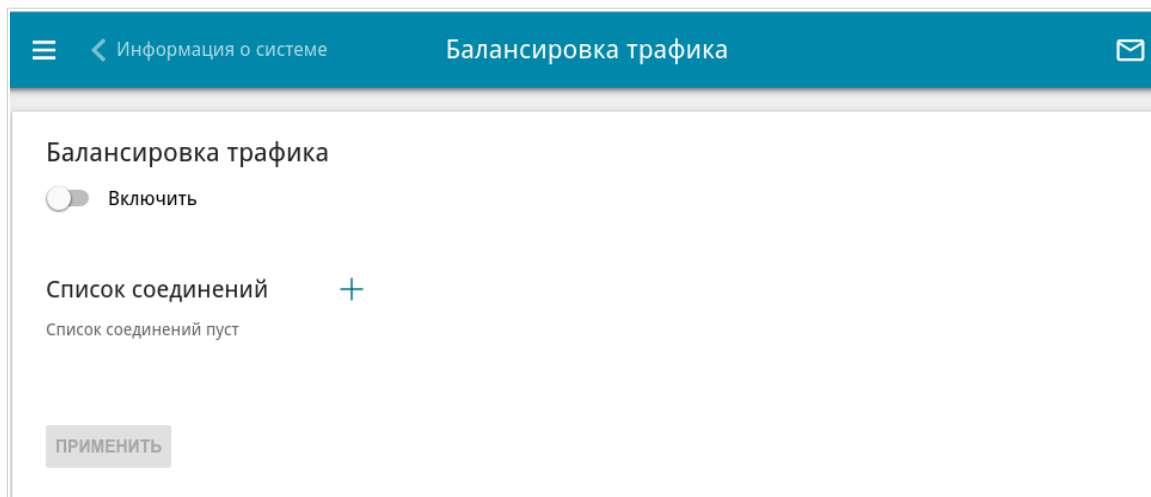 Информация о системе
Балансировка трафика
Балансировка трафика
Включить
Список соединений
Список соединений пуст
ПРИМЕНИТЬ